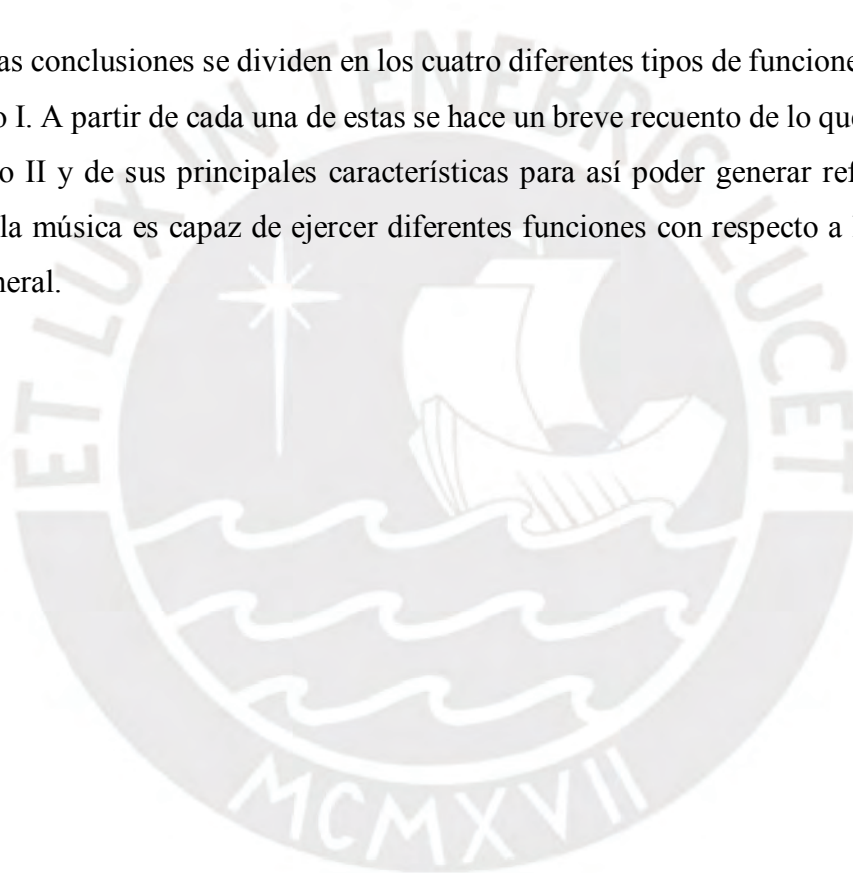 as conclusiones se dividen en los cuatro diferentes tipos de funcione
o I. A partir de cada una de estas se hace un breve recuento de lo que
o II y de sus principales características para así poder generar ref
la música es capaz de ejercer diferentes funciones con respecto a
neral.
ET LUX IN TENEBRIS LUCET
MCMXVII